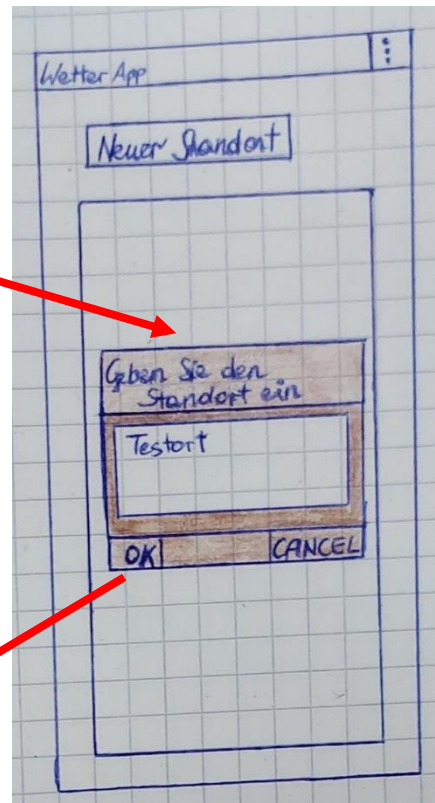 Wetter App
Neuer Standort
Geben Sie den
Standort ein
Testort
OK
CANCEL